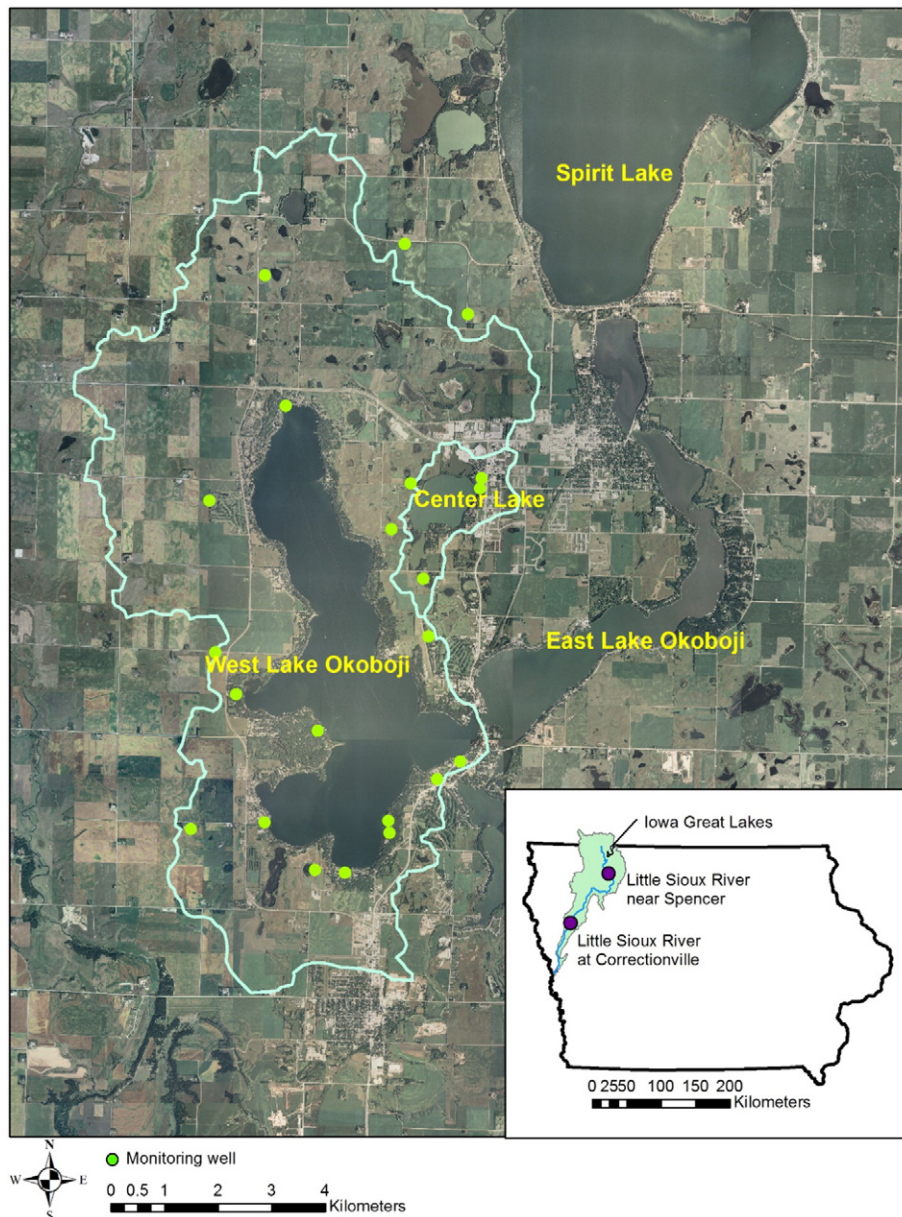 Spirit Lake
Center Lake
East Lake Okoboji
West Lake Okoboji
Iowa Great Lakes
Little Sioux River
near Spencer
Little Sioux River
at Correctionville
0 2550 100 150 200
Kilometers
N
W E
S
Monitoring well
0 0.5 1 2 3 4
Kilometers